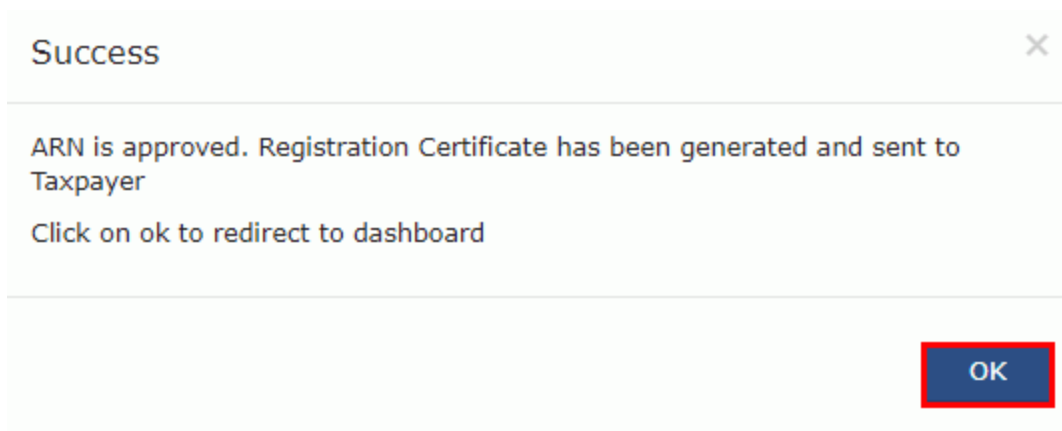 Success
ARN is approved. Registration Certificate has been generated and sent to
Taxpayer
Click on ok to redirect to dashboard
OK